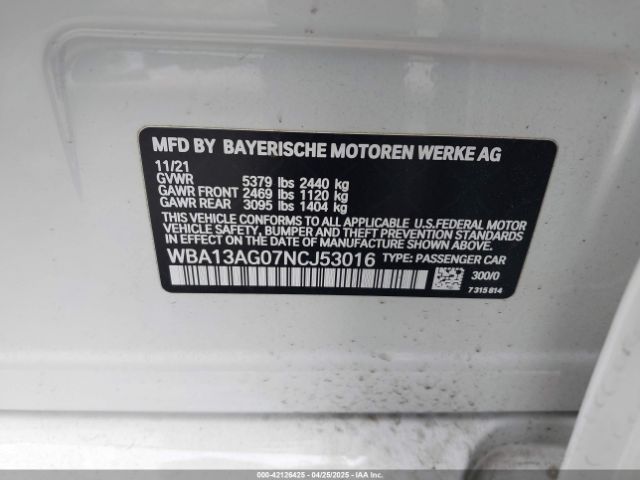 MFD BY BAYERISCHE MOTOREN WERKE AG
11/21
GVWR 5379 lbs 2440 kg
GAWR FRONT 2469 lbs 1120 kg
GAWR REAR 3095 lbs 1404 kg
THIS VEHICLE CONFORMS TO ALL APPLICABLE U.S.FEDERAL MOTOR
VEHICLE SAFETY, BUMPER AND THEFT PREVENTION STANDARDS
IN EFFECT ON THE DATE OF MANUFACTURE SHOWN ABOVE.
WBA13AG07NCJ53016 TYPE: PASSENGER CAR
300/0
7 315 814
000-42126425 - 04/25/2025 - IAAI.COM